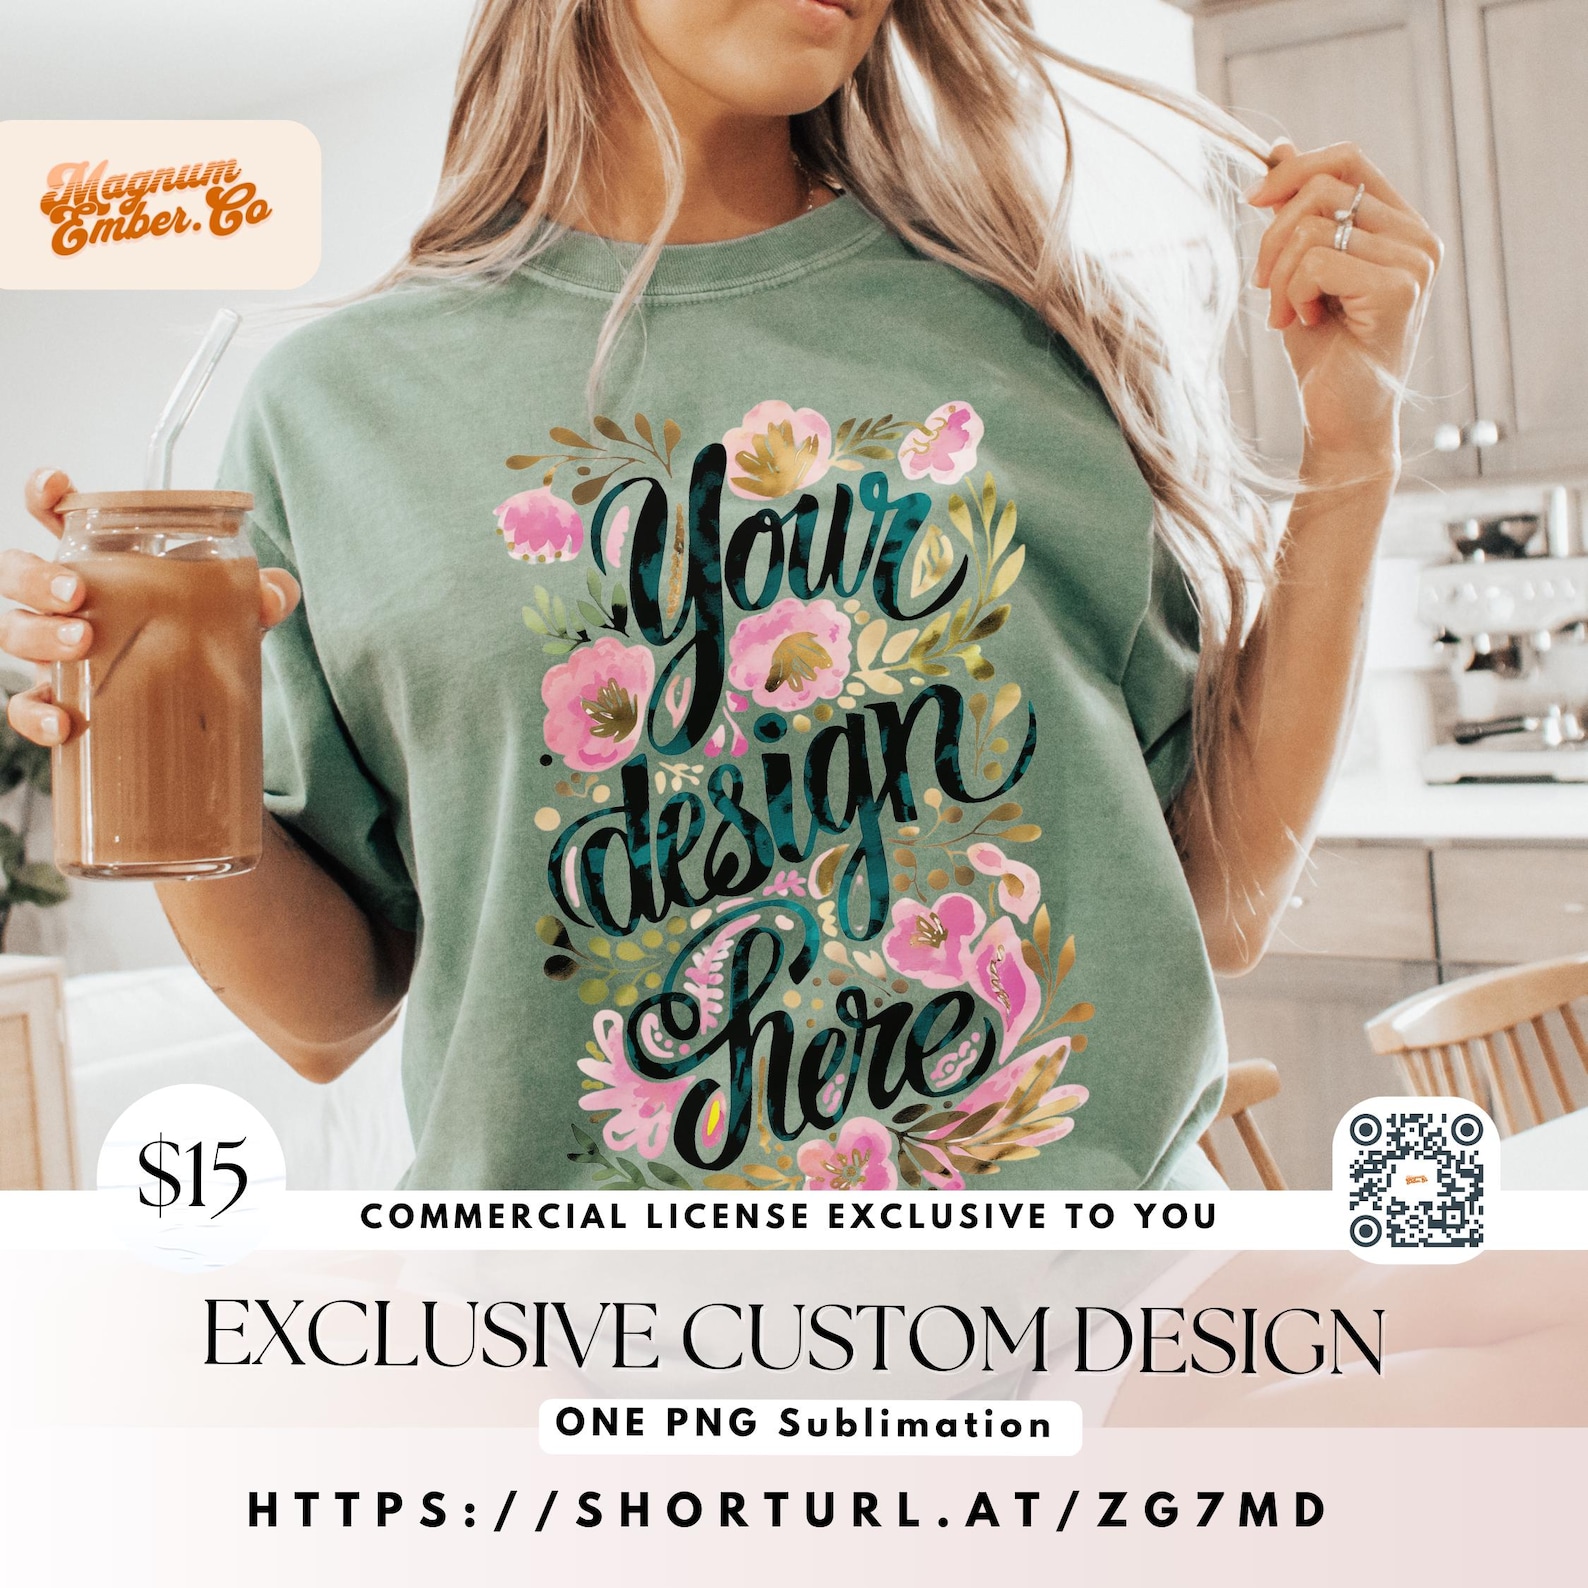 Magnum
Ember.Co
Your
design
here
$15
COMMERCIAL LICENSE EXCLUSIVE TO YOU
EXCLUSIVE CUSTOM DESIGN
ONE PNG Sublimation
HTTPS://SHORTURL.AT/ZG7MD